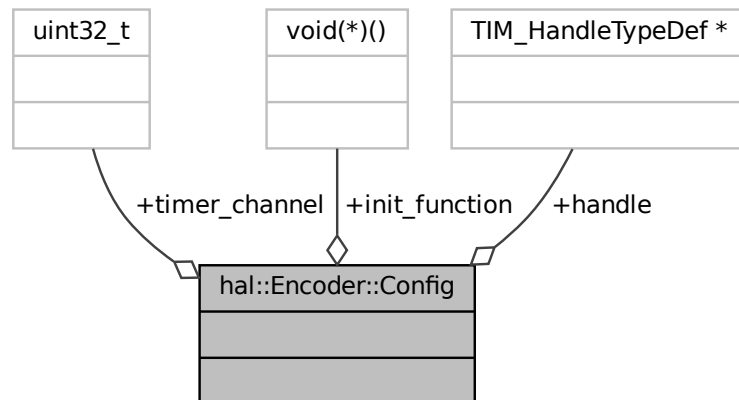 uint32_t
void(*)()
TIM_HandleTypeDef *
+timer_channel
+init_function
+handle
hal::Encoder::Config